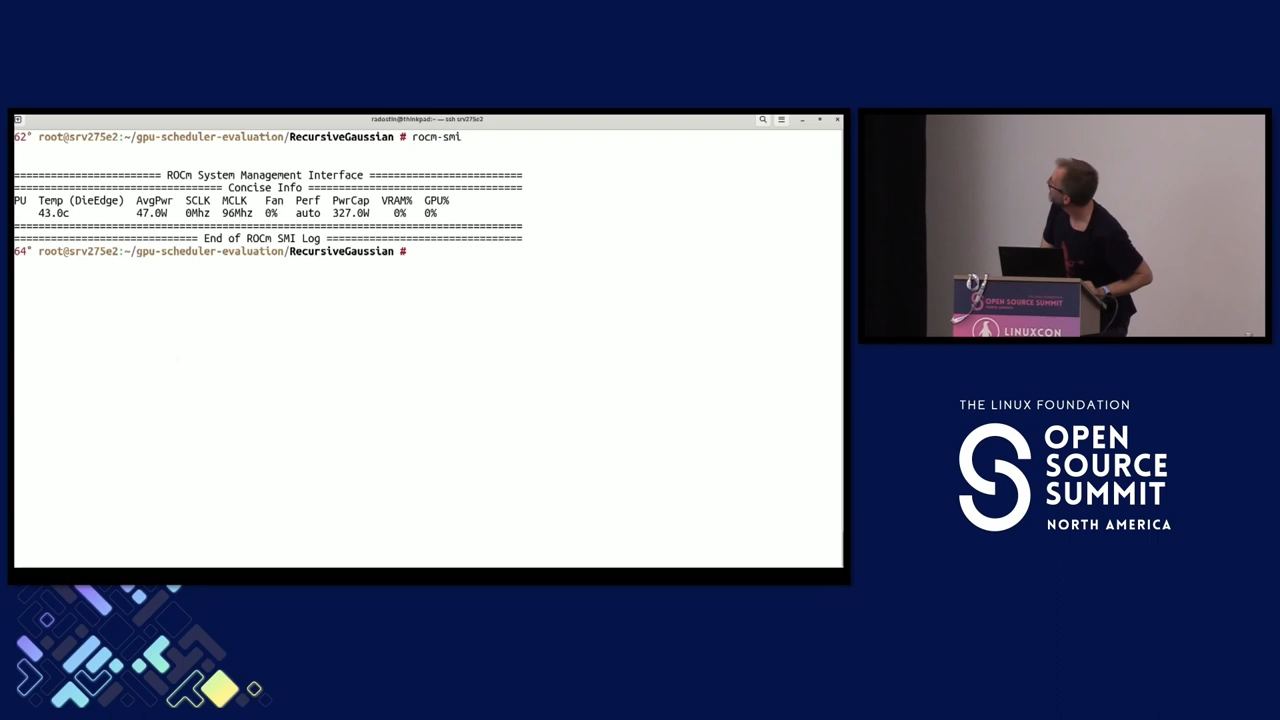 radostin@thinkpad:~ — ssh srv275e2
62° root@srv275e2:~/gpu-scheduler-evaluation/RecursiveGaussian # rocm-smi
======================= ROCm System Management Interface =======================
================================= Concise Info =================================
PU Temp (DieEdge) AvgPwr SCLK MCLK Fan Perf PwrCap VRAM% GPU%
43.0c 47.0W 0Mhz 96Mhz 0% auto 327.0W 0% 0%
================================================================================
============================= End of ROCm SMI Log ==============================
64° root@srv275e2:~/gpu-scheduler-evaluation/RecursiveGaussian #
OPEN SOURCE SUMMIT
LINUXCON
THE LINUX FOUNDATION
OPEN
SOURCE
SUMMIT
NORTH AMERICA